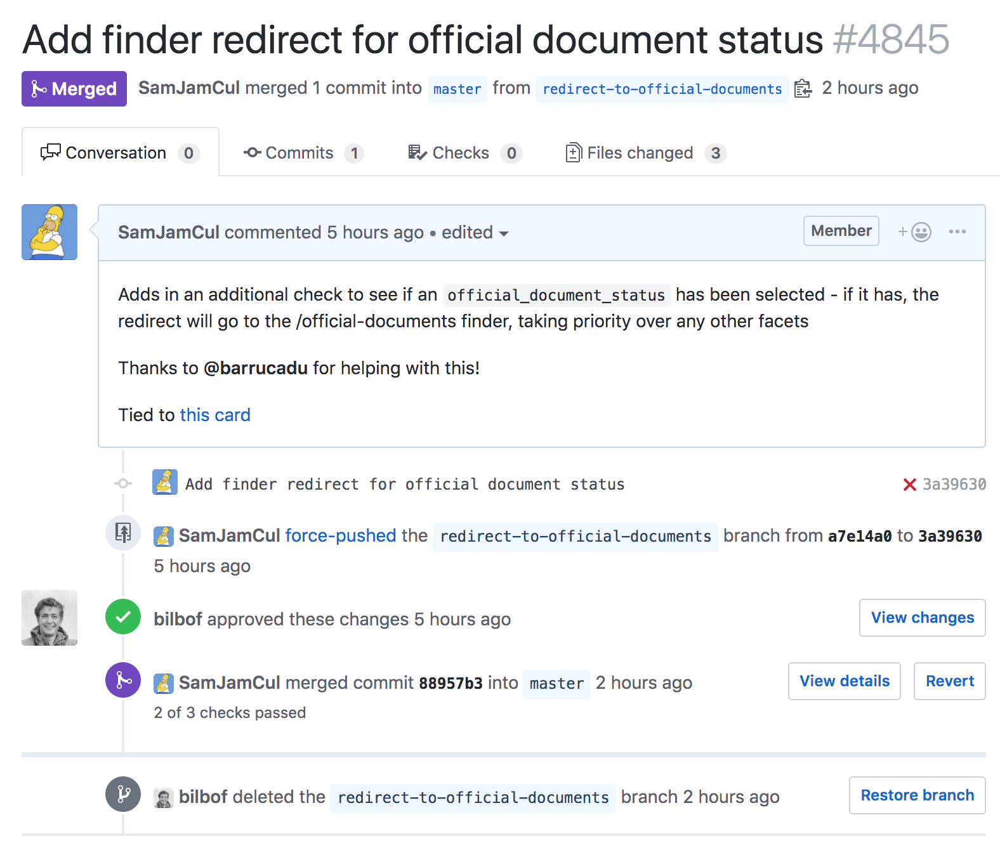 Add finder redirect for official document status #4845
Merged SamJamCul merged 1 commit into master from redirect-to-official-documents 2 hours ago
Conversation 0 Commits 1 Checks 0 Files changed 3
SamJamCul commented 5 hours ago • edited Member + ...
Adds in an additional check to see if an official_document_status has been selected - if it has, the
redirect will go to the /official-documents finder, taking priority over any other facets
Thanks to @barrucadu for helping with this!
Tied to this card
Add finder redirect for official document status 3a39630
SamJamCul force-pushed the redirect-to-official-documents branch from a7e14a0 to 3a39630
5 hours ago
bilbof approved these changes 5 hours ago View changes
SamJamCul merged commit 88957b3 into master 2 hours ago View details Revert
2 of 3 checks passed
bilbof deleted the redirect-to-official-documents branch 2 hours ago Restore branch